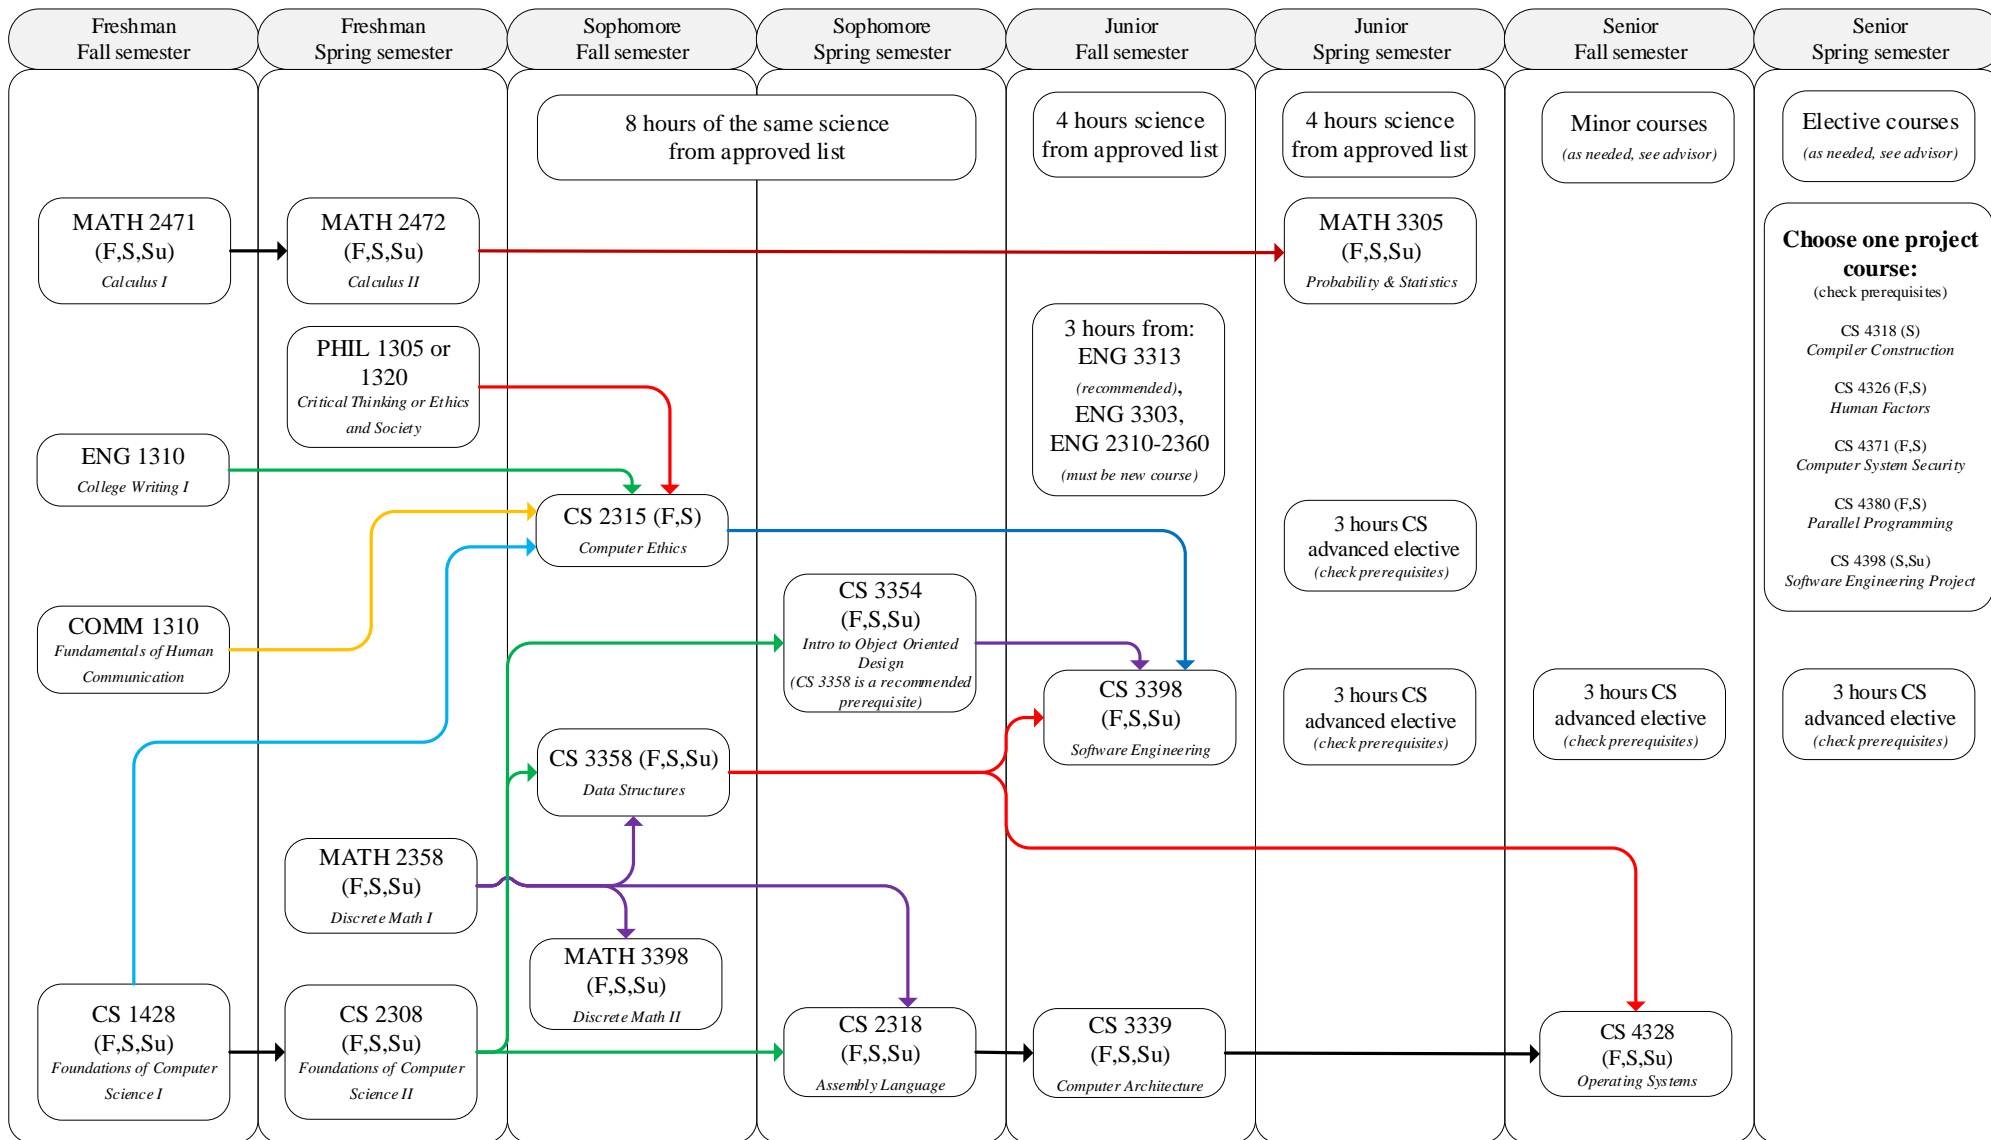 Freshman
Fall semester
Freshman
Spring semester
Sophomore
Fall semester
Sophomore
Spring semester
Junior
Fall semester
Junior
Spring semester
Senior
Fall semester
Senior
Spring semester
8 hours of the same science
from approved list
4 hours science
from approved list
4 hours science
from approved list
Minor courses
(as needed, see advisor)
Elective courses
(as needed, see advisor)
MATH 2471
(F,S,Su)
Calculus I
MATH 2472
(F,S,Su)
Calculus II
MATH 3305
(F,S,Su)
Probability & Statistics
Choose one project
course:
(check prerequisites)
CS 4318 (S)
Compiler Construction
CS 4326 (F,S)
Human Factors
CS 4371 (F,S)
Computer System Security
CS 4380 (F,S)
Parallel Programming
CS 4398 (S,Su)
Software Engineering Project
PHIL 1305 or
1320
Critical Thinking or Ethics
and Society
3 hours from:
ENG 3313
(recommended),
ENG 3303,
ENG 2310-2360
(must be new course)
ENG 1310
College Writing I
CS 2315 (F,S)
Computer Ethics
3 hours CS
advanced elective
(check prerequisites)
COMM 1310
Fundamentals of Human
Communication
CS 3354
(F,S,Su)
Intro to Object Oriented
Design
(CS 3358 is a recommended
prerequisite)
CS 3398
(F,S,Su)
Software Engineering
3 hours CS
advanced elective
(check prerequisites)
3 hours CS
advanced elective
(check prerequisites)
3 hours CS
advanced elective
(check prerequisites)
CS 3358 (F,S,Su)
Data Structures
MATH 2358
(F,S,Su)
Discrete Math I
MATH 3398
(F,S,Su)
Discrete Math II
CS 1428
(F,S,Su)
Foundations of Computer
Science I
CS 2308
(F,S,Su)
Foundations of Computer
Science II
CS 2318
(F,S,Su)
Assembly Language
CS 3339
(F,S,Su)
Computer Architecture
CS 4328
(F,S,Su)
Operating Systems